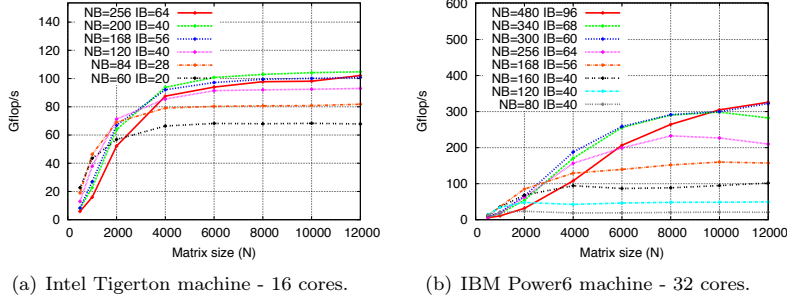 140
120
100
80
60
40
20
0
Gflop/s
NB=256 IB=64
NB=200 IB=40
NB=168 IB=56
NB=120 IB=40
NB=84 IB=28
NB=60 IB=20
0 2000 4000 6000 8000 10000 12000
Matrix size (N)
(a) Intel Tigerton machine - 16 cores.
600
500
400
300
200
100
0
Gflop/s
NB=480 IB=96
NB=340 IB=68
NB=300 IB=60
NB=256 IB=64
NB=168 IB=56
NB=160 IB=40
NB=120 IB=40
NB=80 IB=40
0 2000 4000 6000 8000 10000 12000
Matrix size (N)
(b) IBM Power6 machine - 32 cores.